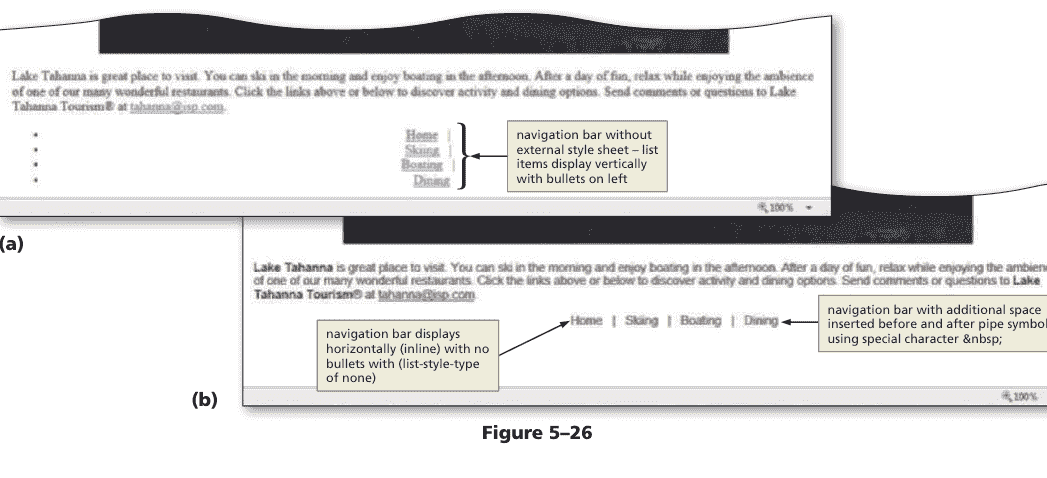 Lake Tahanna is great place to visit. You can ski in the morning and enjoy boating in the afternoon. After a day of fun, relax while enjoying the ambience
of one of our many wonderful restaurants. Click the links above or below to discover activity and dining options. Send comments or questions to Lake
Tahanna Tourism® at tahanna@isp.com.
• Home |
• Skiing |
• Boating |
• Dining
navigation bar without
external style sheet – list
items display vertically
with bullets on left
100%
(a)
Lake Tahanna is great place to visit. You can ski in the morning and enjoy boating in the afternoon. After a day of fun, relax while enjoying the ambien
of one of our many wonderful restaurants. Click the links above or below to discover activity and dining options. Send comments or questions to Lake
Tahanna Tourism® at tahanna@isp.com.
Home | Skiing | Boating | Dining
navigation bar with additional space
inserted before and after pipe symbol
using special character &nbsp;
navigation bar displays
horizontally (inline) with no
bullets with (list-style-type
of none)
100%
(b)
Figure 5–26